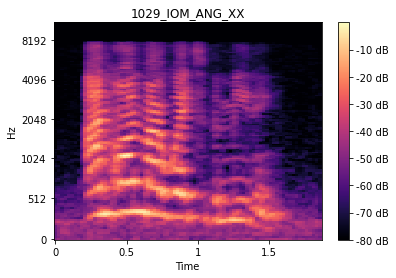 1029_IOM_ANG_XX
8192
4096
2048
1024
512
0
Hz
0
0.5
1
1.5
Time
-10 dB
-20 dB
-30 dB
-40 dB
-50 dB
-60 dB
-70 dB
-80 dB